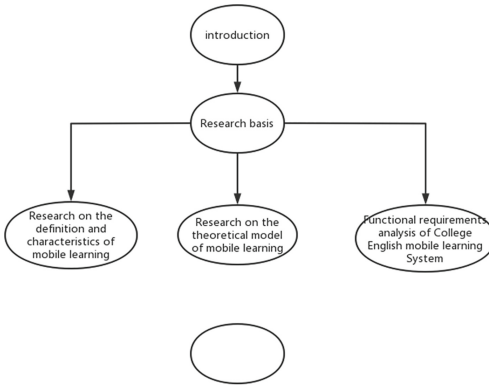 introduction
Research basis
Research on the
definition and
characteristics of
mobile learning
Research on the
theoretical model
of mobile learning
Functional requirements
analysis of College
English mobile learning
System